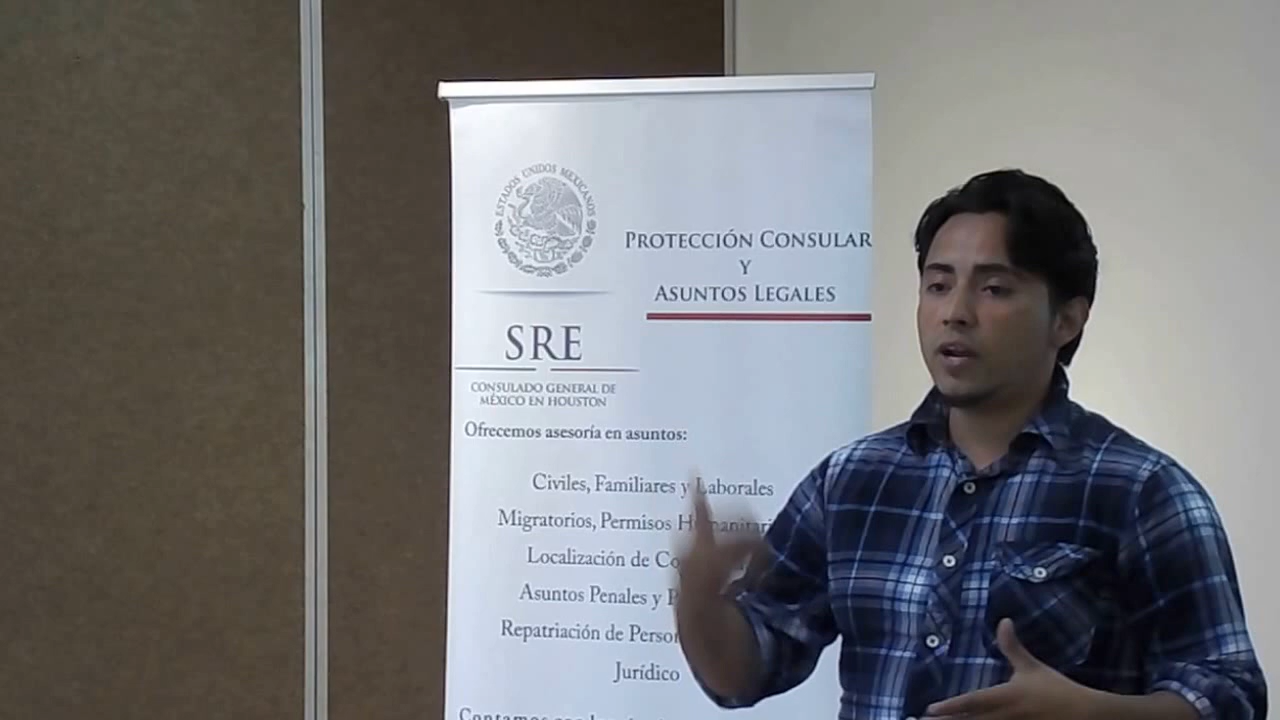 ESTADOS UNIDOS MEXICANOS
PROTECCIÓN CONSULAR
Y
ASUNTOS LEGALES
SRE
CONSULADO GENERAL DE
MÉXICO EN HOUSTON
Ofrecemos asesoría en asuntos:
Civiles, Familiares y Laborales
Migratorios, Permisos
Localización de
Asuntos Penales y
Repatriación de
Jurídico